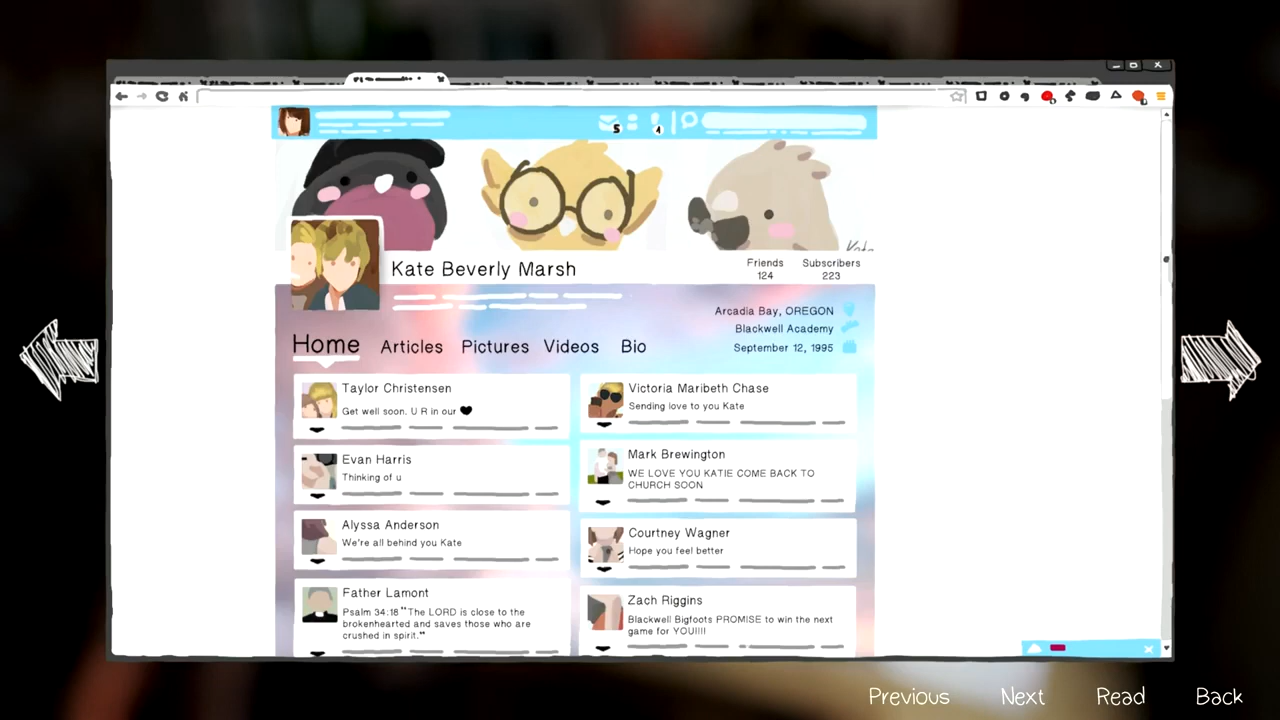 5
4
Kate
Kate Beverly Marsh
Friends
124
Subscribers
223
Arcadia Bay, OREGON
Blackwell Academy
September 12, 1995
Home
Articles
Pictures
Videos
Bio
Taylor Christensen
Get well soon. U R in our
Victoria Maribeth Chase
Sending love to you Kate
Evan Harris
Thinking of u
Mark Brewington
WE LOVE YOU KATIE COME BACK TO
CHURCH SOON
Alyssa Anderson
We're all behind you Kate
Courtney Wagner
Hope you feel better
Father Lamont
Psalm 34:18 "The LORD is close to the
brokenhearted and saves those who are
crushed in spirit."
Zach Riggins
Blackwell Bigfoots PROMISE to win the next
game for YOU!!!!
Previous
Next
Read
Back